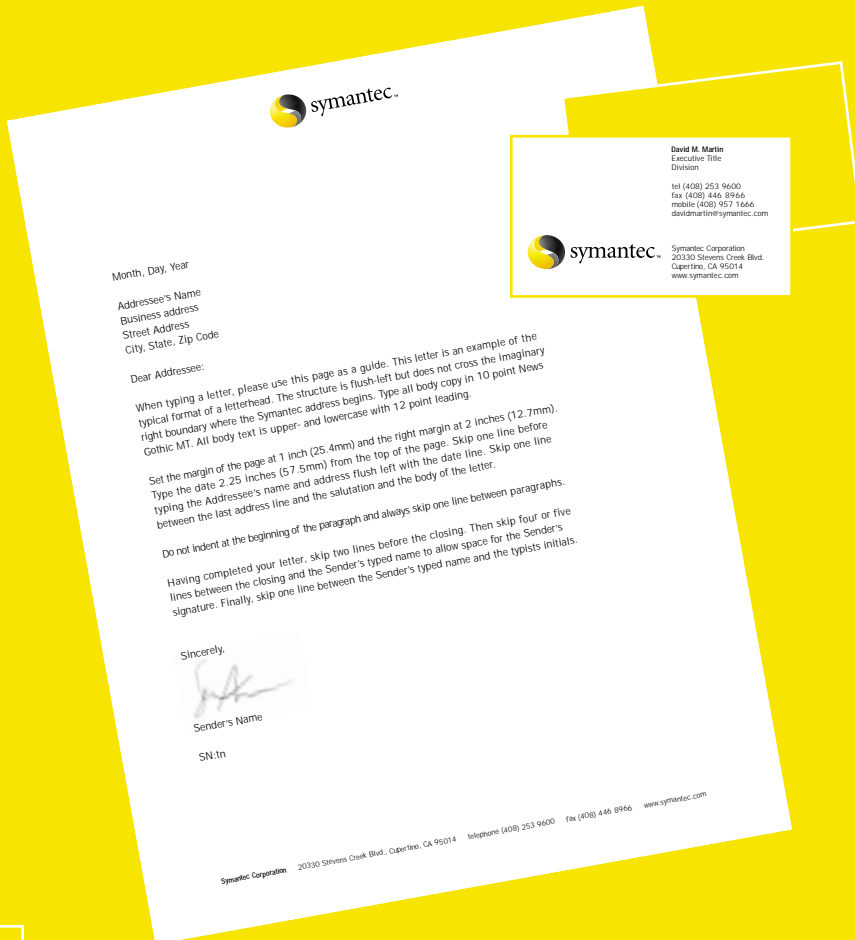 symantec™
Month, Day, Year
Addressee's Name
Business address
Street Address
City, State, Zip Code
Dear Addressee:
When typing a letter, please use this page as a guide. This letter is an example of the
typical format of a letterhead. The structure is flush-left but does not cross the imaginary
right boundary where the Symantec address begins. Type all body copy in 10 point News
Gothic MT. All body text is upper- and lowercase with 12 point leading.
Set the margin of the page at 1 inch (25.4mm) and the right margin at 2 inches (12.7mm).
Type the date 2.25 inches (57.5mm) from the top of the page. Skip one line before
typing the Addressee's name and address flush left with the date line. Skip one line
between the last address line and the salutation and the body of the letter.
Do not indent at the beginning of the paragraph and always skip one line between paragraphs.
Having completed your letter, skip two lines before the closing. Then skip four or five
lines between the closing and the Sender's typed name to allow space for the Sender's
signature. Finally, skip one line between the Sender's typed name and the typists initials.
Sincerely,
Sender's Name
SN:tn
Symantec Corporation 20330 Stevens Creek Blvd., Cupertino, CA 95014 telephone (408) 253 9600 fax (408) 446 8966 www.symantec.com
David M. Martin
Executive Title
Division
tel (408) 253 9600
fax (408) 446 8966
mobile (408) 957 1666
davidmartin@symantec.com
symantec™
Symantec Corporation
20330 Stevens Creek Blvd.
Cupertino, CA 95014
www.symantec.com